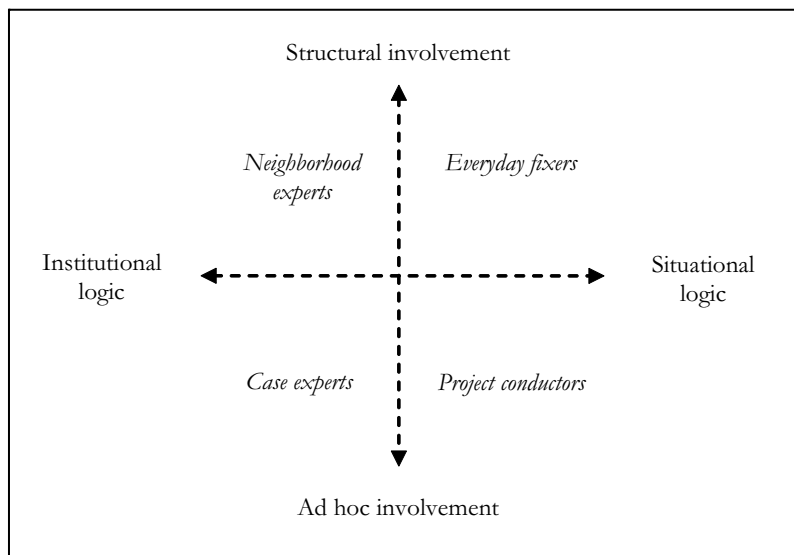 Structural involvement
Neighborhood
experts
Everyday fixers
Institutional
logic
Situational
logic
Case experts
Project conductors
Ad hoc involvement